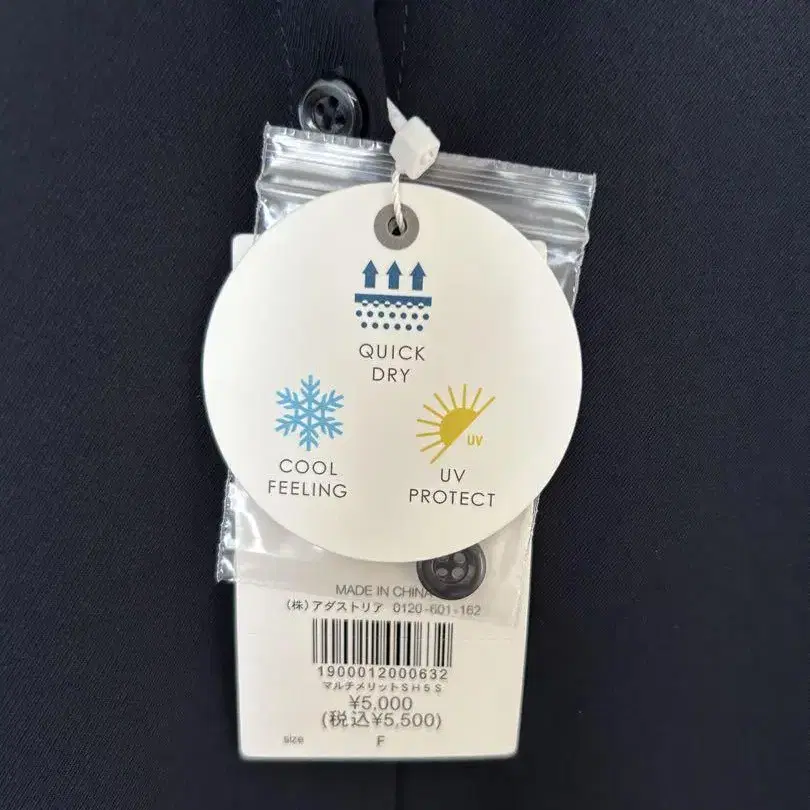 QUICK
DRY
COOL
FEELING
UV
UV
PROTECT
MADE IN CHINA
(株)アダストリア 0120-601-162
1900012000632
マルチメリットSH5S
¥5,000
(税込¥5,500)
size F